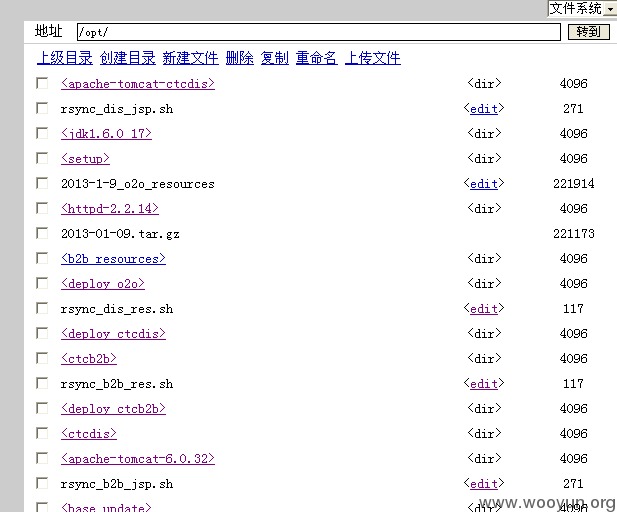 文件系统
地址 /opt/ 转到
上级目录 创建目录 新建文件 删除 复制 重命名 上传文件
<apache-tomcat-ctcdis> <dir> 4096
rsync_dis_jsp.sh <edit> 271
<jdk1.6.0_17> <dir> 4096
<setup> <dir> 4096
2013-1-9_o2o_resources <edit> 221914
<httpd-2.2.14> <dir> 4096
2013-01-09.tar.gz 221173
<b2b_resources> <dir> 4096
<deploy_o2o> <dir> 4096
rsync_dis_res.sh <edit> 117
<deploy_ctcdis> <dir> 4096
<ctcb2b> <dir> 4096
rsync_b2b_res.sh <edit> 117
<deploy_ctcb2b> <dir> 4096
<ctcdis> <dir> 4096
<apache-tomcat-6.0.32> <dir> 4096
rsync_b2b_jsp.sh <edit> 271
<base_update> <dir> 4096
www.wooyun.org